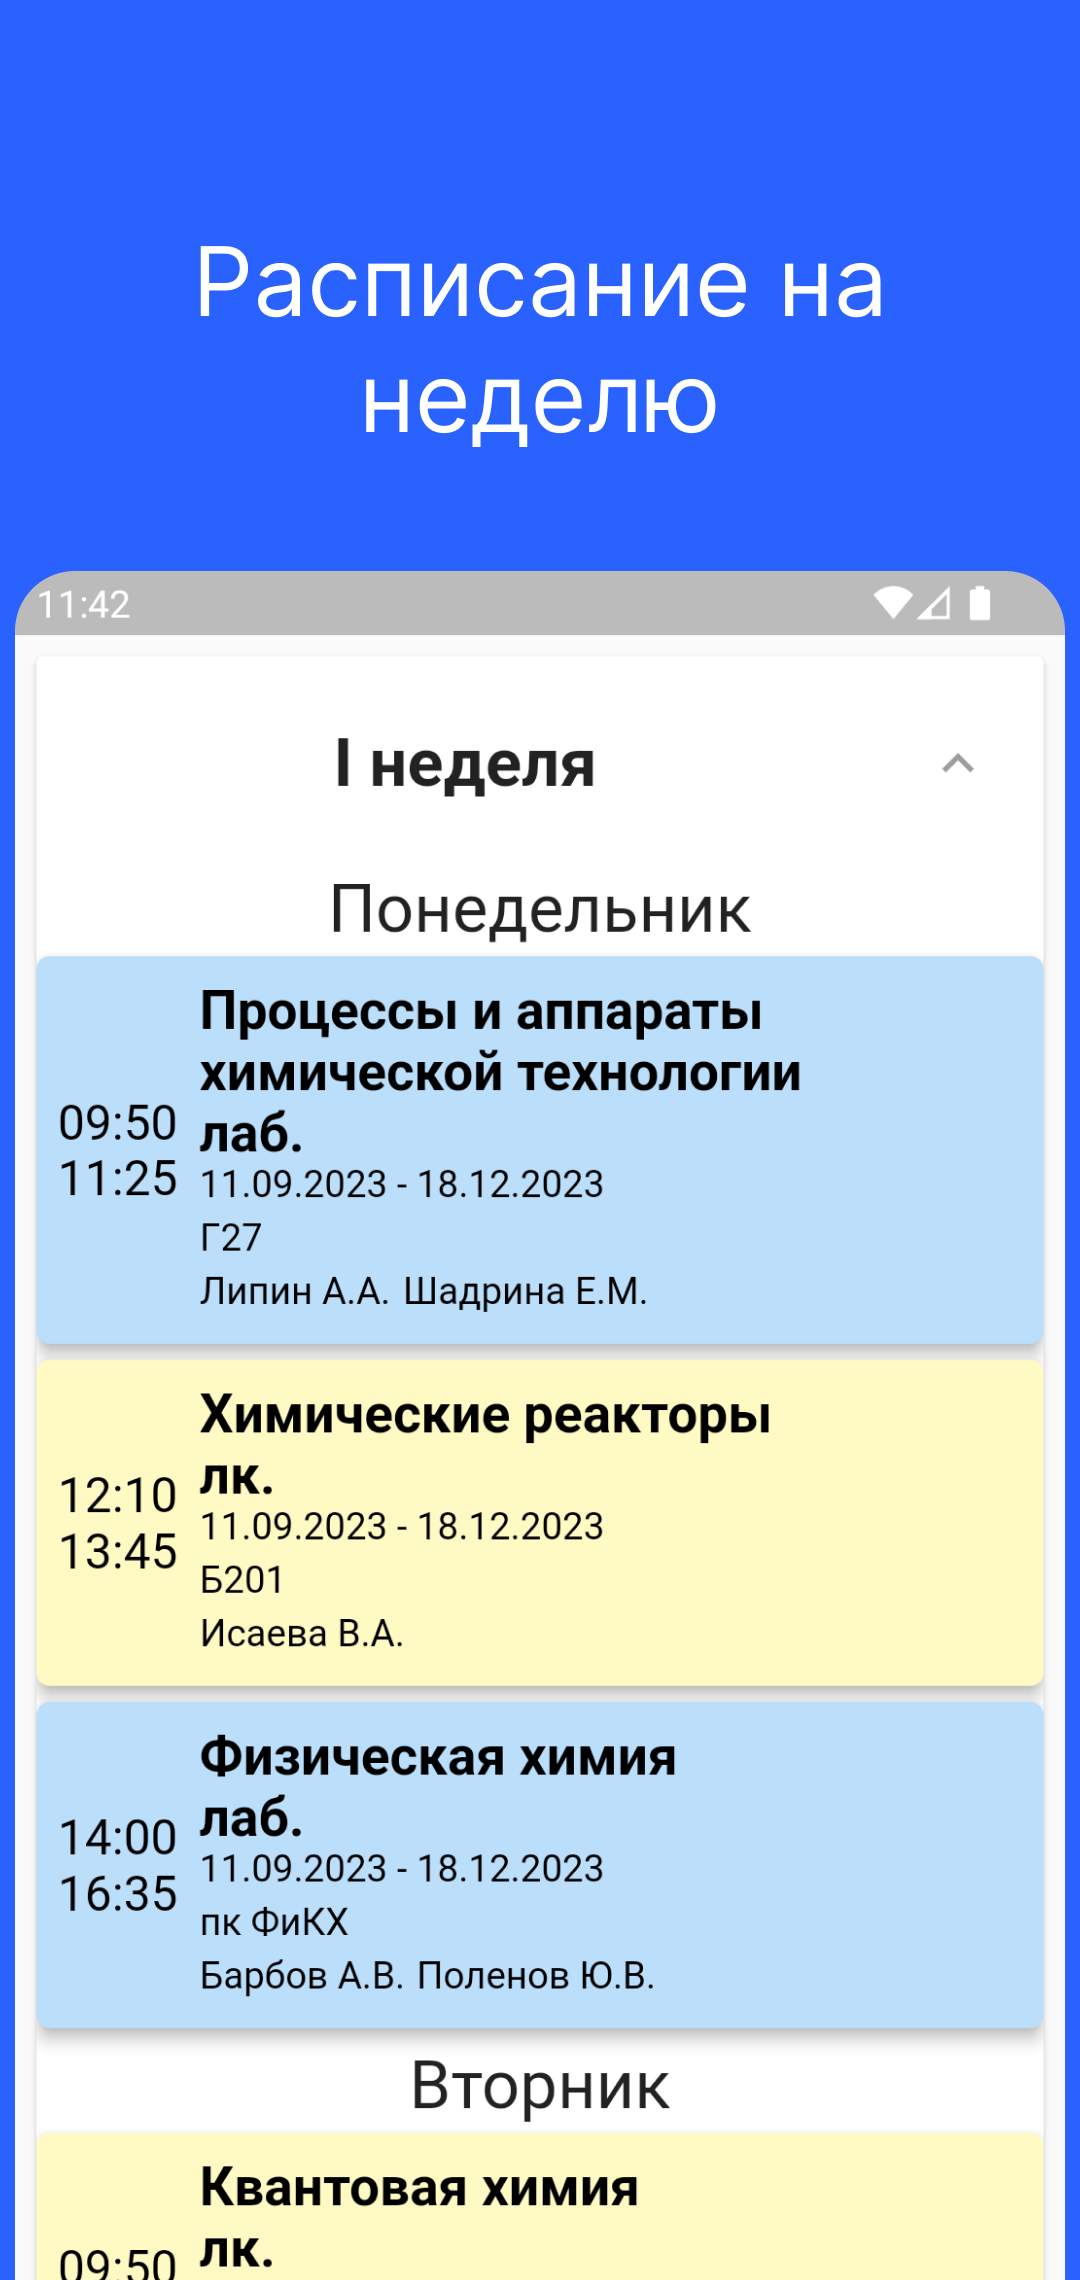 Расписание на
неделю
11:42
I неделя
Понедельник
09:50
11:25
Процессы и аппараты
химической технологии
лаб.
11.09.2023 - 18.12.2023
Г27
Липин А.А. Шадрина Е.М.
12:10
13:45
Химические реакторы
лк.
11.09.2023 - 18.12.2023
Б201
Исаева В.А.
14:00
16:35
Физическая химия
лаб.
11.09.2023 - 18.12.2023
пк ФиКХ
Барбов А.В. Поленов Ю.В.
Вторник
09:50
Квантовая химия
лк.